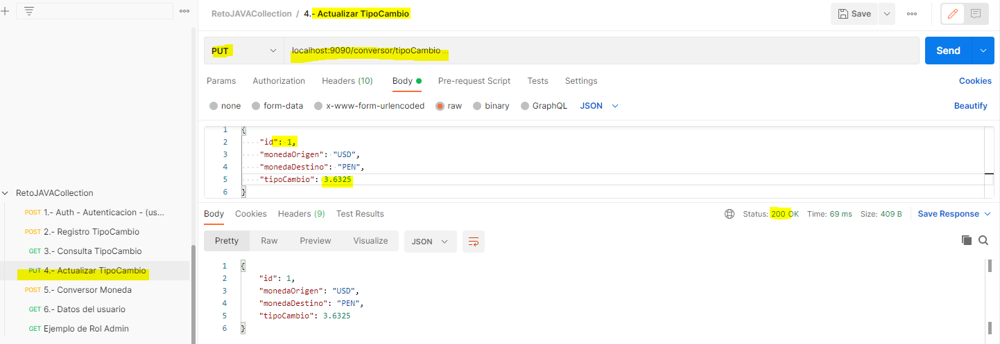 RetoJAVACollection / 4.- Actualizar TipoCambio
Save
PUT
localhost:9090/conversor/tipoCambio ...
Send
Params Authorization Headers (10) Body Pre-request Script Tests Settings Cookies
none form-data x-www-form-urlencoded raw binary GraphQL JSON Beautify
1 {
2 "id": 1,
3 "monedaOrigen": "USD",
4 "monedaDestino": "PEN",
5 "tipoCambio": 3.6325
6 }
RetoJAVACollection
POST 1.- Auth - Autenticacion - (us...
POST 2.- Registro TipoCambio
GET 3.- Consulta TipoCambio
PUT 4.- Actualizar TipoCambio
POST 5.- Conversor Moneda
GET 6.- Datos del usuario
GET Ejemplo de Rol Admin
Body Cookies Headers (9) Test Results Status: 200 OK Time: 69 ms Size: 409 B Save Response
Pretty Raw Preview Visualize JSON
1 {
2 "id": 1,
3 "monedaOrigen": "USD",
4 "monedaDestino": "PEN",
5 "tipoCambio": 3.6325
6 }